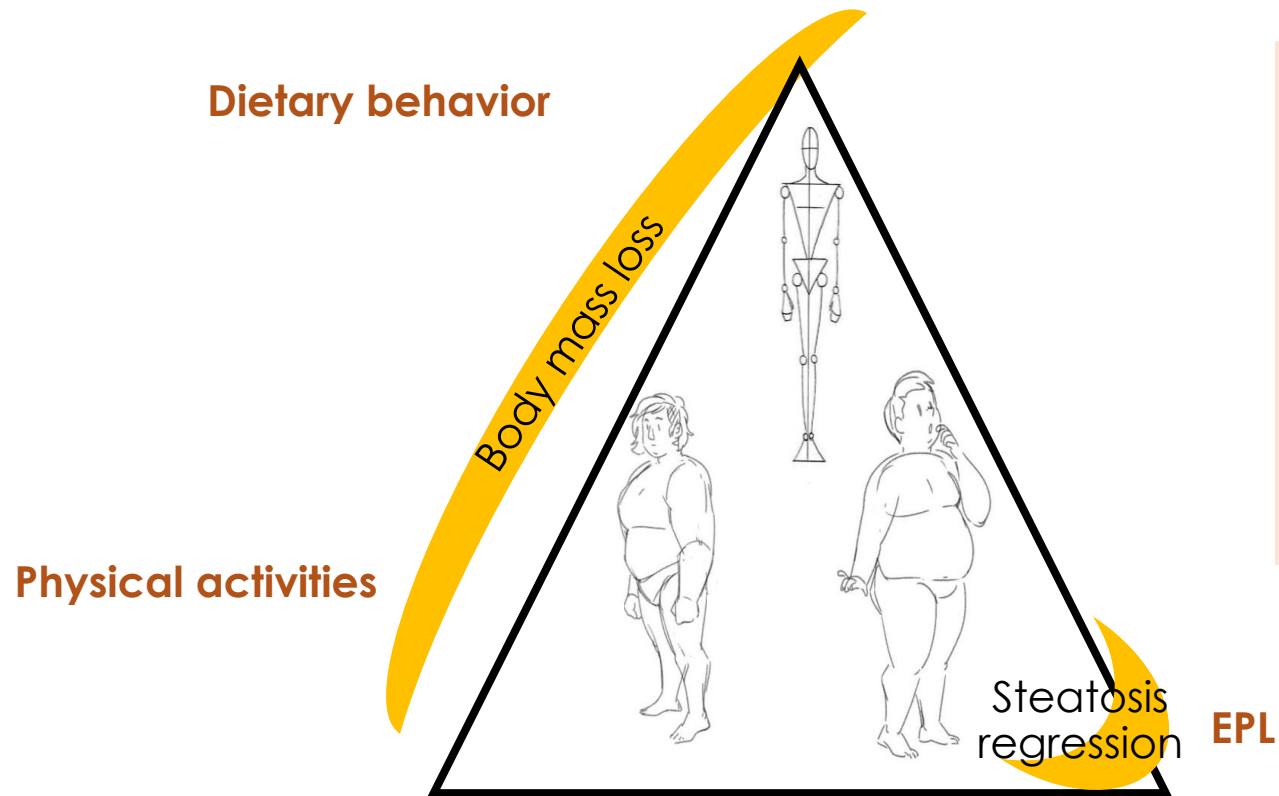 Dietary behavior
Body mass loss
Physical activities
Steatosis
regression
EPL